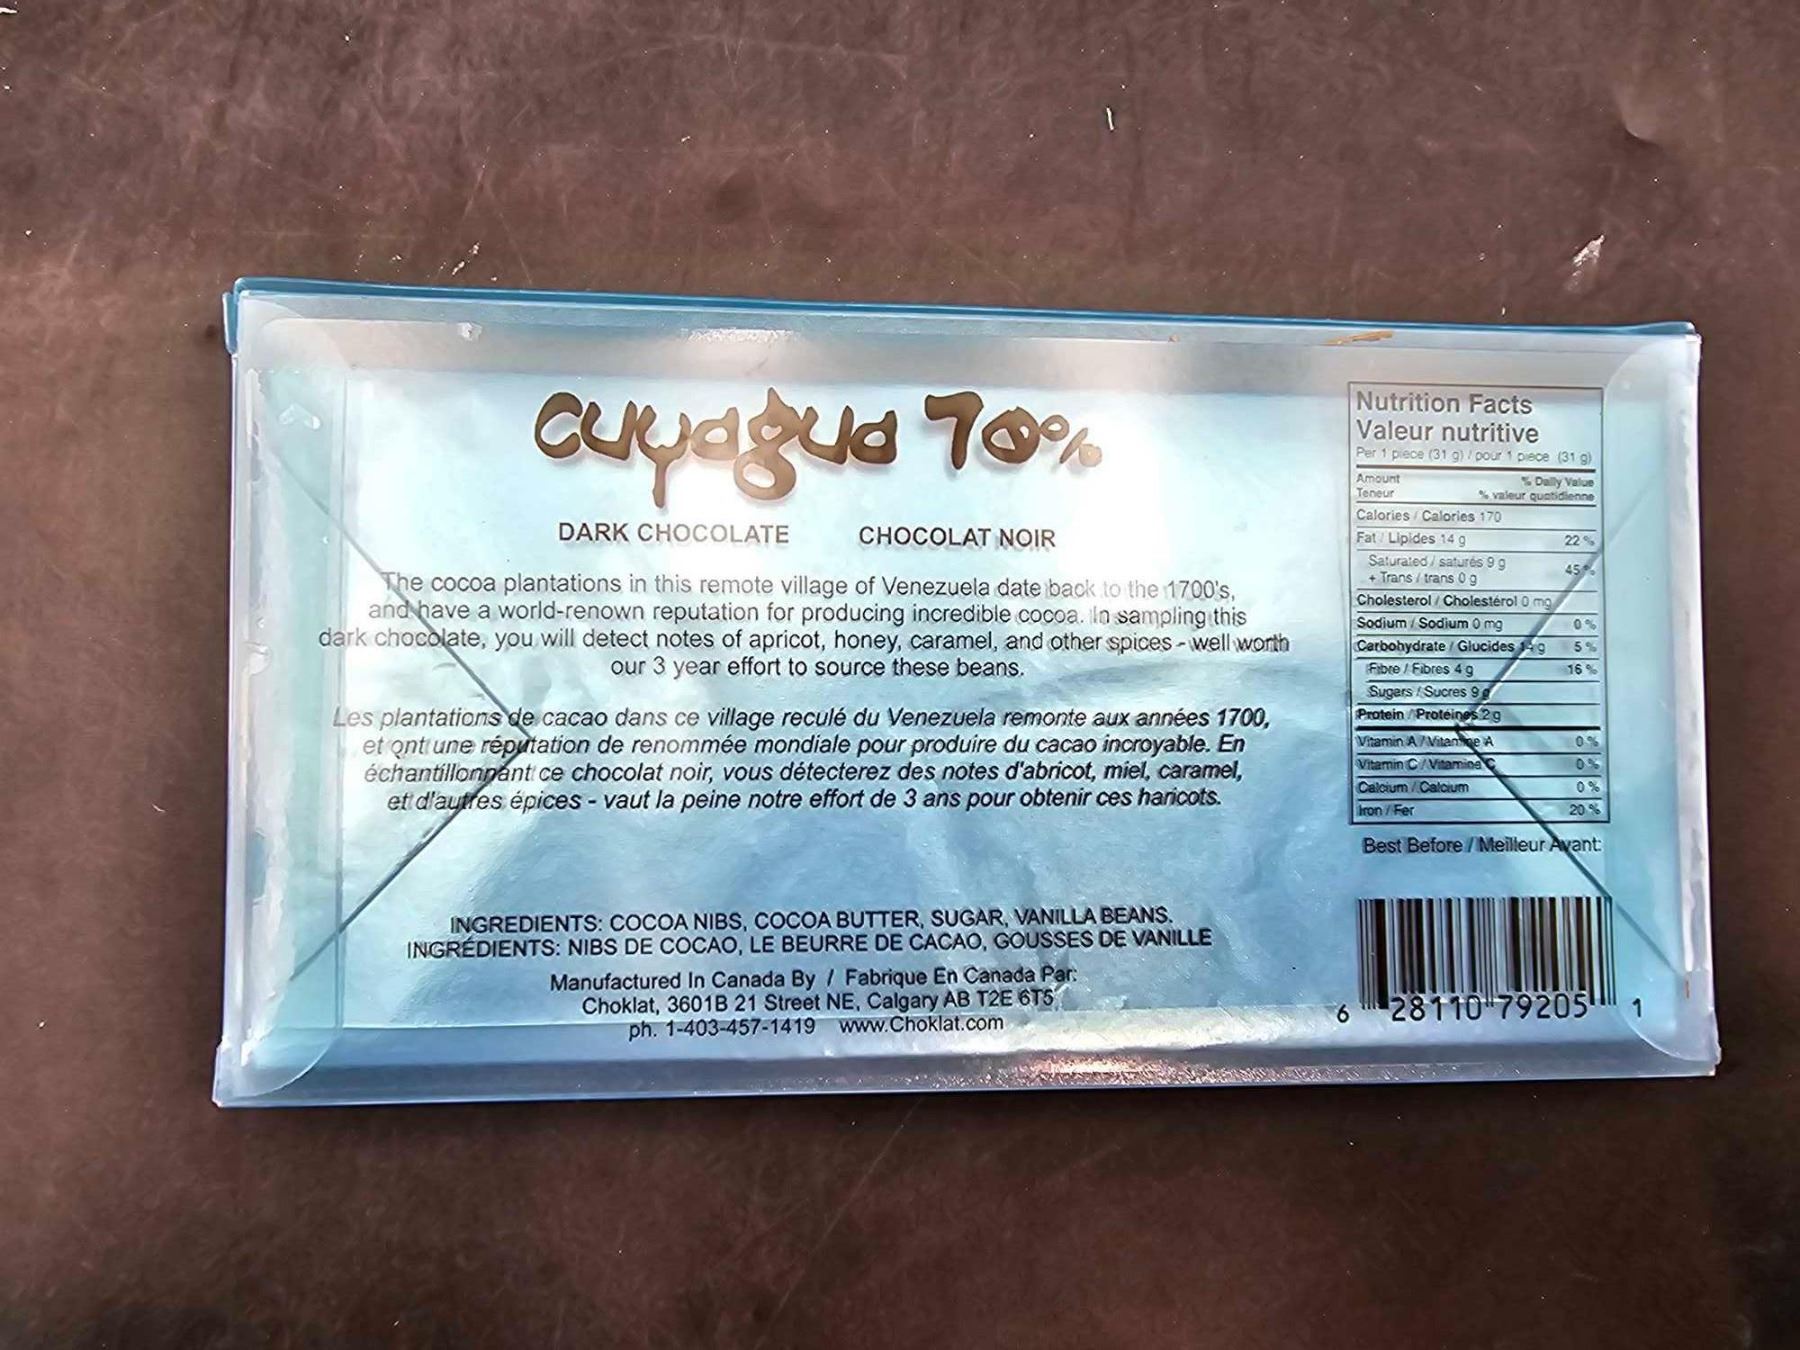 cuyagua 70%
DARK CHOCOLATE CHOCOLAT NOIR
The cocoa plantations in this remote village of Venezuela date back to the 1700's,
and have a world-renown reputation for producing incredible cocoa. In sampling this
dark chocolate, you will detect notes of apricot, honey, caramel, and other spices - well worth
our 3 year effort to source these beans.
Les plantations de cacao dans ce village reculé du Venezuela remonte aux années 1700,
et ont une réputation de renommée mondiale pour produire du cacao incroyable. En
échantillonnant ce chocolat noir, vous détecterez des notes d'abricot, miel, caramel,
et d'autres épices - vaut la peine notre effort de 3 ans pour obtenir ces haricots.
INGREDIENTS: COCOA NIBS, COCOA BUTTER, SUGAR, VANILLA BEANS.
INGRÉDIENTS: NIBS DE COCAO, LE BEURRE DE CACAO, GOUSSES DE VANILLE
Manufactured In Canada By / Fabrique En Canada Par:
Choklat, 3601B 21 Street NE, Calgary AB T2E 6T5
ph. 1-403-457-1419 www.Choklat.com
Nutrition Facts
Valeur nutritive
Per 1 piece (31 g) / pour 1 piece (31 g)
Amount % Daily Value
Teneur % valeur quotidienne
Calories / Calories 170
Fat / Lipides 14 g 22 %
Saturated / saturés 9 g 45 %
+ Trans / trans 0 g
Cholesterol / Cholestérol 0 mg
Sodium / Sodium 0 mg 0 %
Carbohydrate / Glucides 14 g 5 %
Fibre / Fibres 4 g 16 %
Sugars / Sucres 9 g
Protein / Protéines 2 g
Vitamin A / Vitamine A 0 %
Vitamin C / Vitamine C 0 %
Calcium / Calcium 0 %
Iron / Fer 20 %
Best Before / Meilleur Avant:
6 28110 79205 1